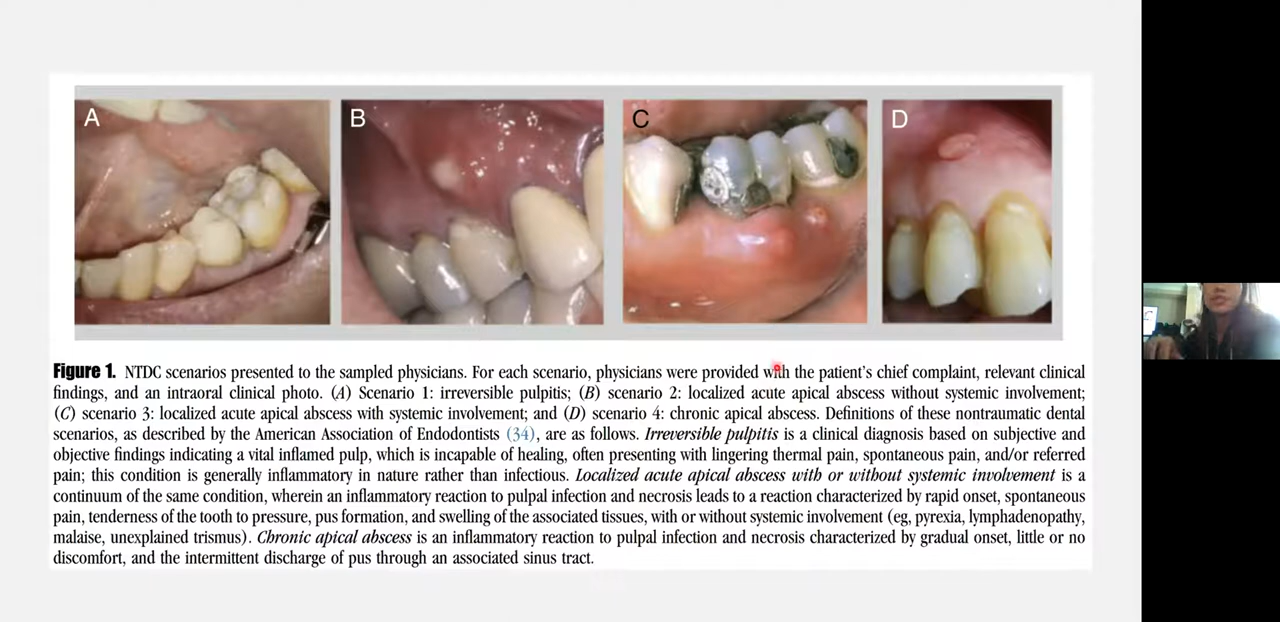 A
B
C
D
Figure 1. NTDC scenarios presented to the sampled physicians. For each scenario, physicians were provided with the patient's chief complaint, relevant clinical
findings, and an intraoral clinical photo. (A) Scenario 1: irreversible pulpitis; (B) scenario 2: localized acute apical abscess without systemic involvement;
(C) scenario 3: localized acute apical abscess with systemic involvement; and (D) scenario 4: chronic apical abscess. Definitions of these nontraumatic dental
scenarios, as described by the American Association of Endodontists (34), are as follows. Irreversible pulpitis is a clinical diagnosis based on subjective and
objective findings indicating a vital inflamed pulp, which is incapable of healing, often presenting with lingering thermal pain, spontaneous pain, and/or referred
pain; this condition is generally inflammatory in nature rather than infectious. Localized acute apical abscess with or without systemic involvement is a
continuum of the same condition, wherein an inflammatory reaction to pulpal infection and necrosis leads to a reaction characterized by rapid onset, spontaneous
pain, tenderness of the tooth to pressure, pus formation, and swelling of the associated tissues, with or without systemic involvement (eg, pyrexia, lymphadenopathy,
malaise, unexplained trismus). Chronic apical abscess is an inflammatory reaction to pulpal infection and necrosis characterized by gradual onset, little or no
discomfort, and the intermittent discharge of pus through an associated sinus tract.